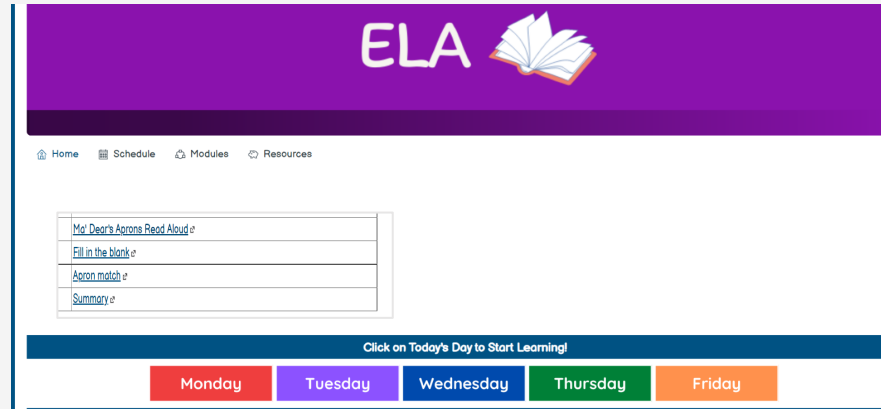 ELA
Home Schedule Modules Resources
Ma' Dear's Aprons Read Aloud
Fill in the blank
Apron match
Summary
Click on Today's Day to Start Learning!
Monday Tuesday Wednesday Thursday Friday